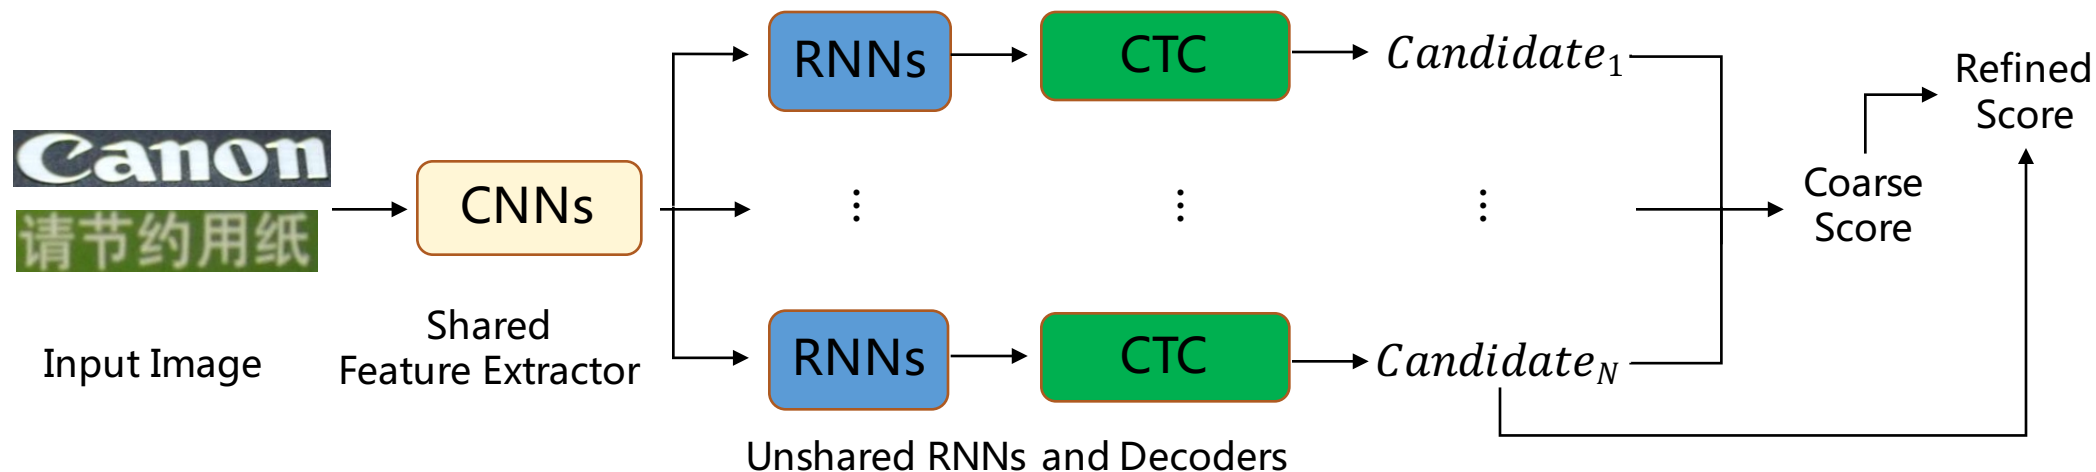 Canon
请节约用纸
Input Image
CNNs
Shared
Feature Extractor
RNNs
CTC
Candidate₁
⋮ ⋮ ⋮
RNNs
CTC
Candidate_N
Unshared RNNs and Decoders
Coarse
Score
Refined
Score